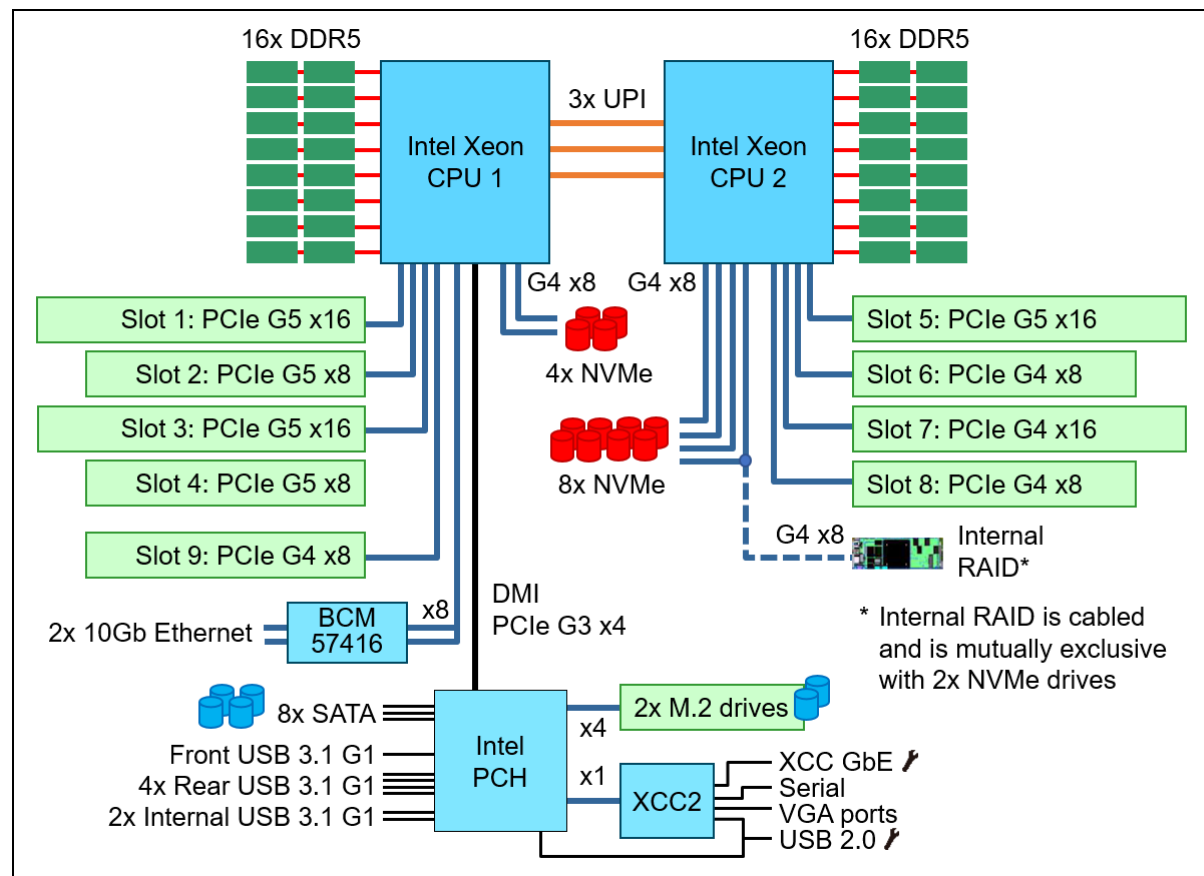 16x DDR5
16x DDR5
3x UPI
Intel Xeon
CPU 1
Intel Xeon
CPU 2
G4 x8
G4 x8
Slot 1: PCIe G5 x16
Slot 2: PCIe G5 x8
Slot 3: PCIe G5 x16
Slot 4: PCIe G5 x8
Slot 9: PCIe G4 x8
4x NVMe
8x NVMe
Slot 5: PCIe G5 x16
Slot 6: PCIe G4 x8
Slot 7: PCIe G4 x16
Slot 8: PCIe G4 x8
G4 x8
Internal
RAID*
* Internal RAID is cabled
and is mutually exclusive
with 2x NVMe drives
2x 10Gb Ethernet
BCM
57416
x8
DMI
PCIe G3 x4
8x SATA
Front USB 3.1 G1
4x Rear USB 3.1 G1
2x Internal USB 3.1 G1
Intel
PCH
x4
2x M.2 drives
x1
XCC2
XCC GbE
Serial
VGA ports
USB 2.0